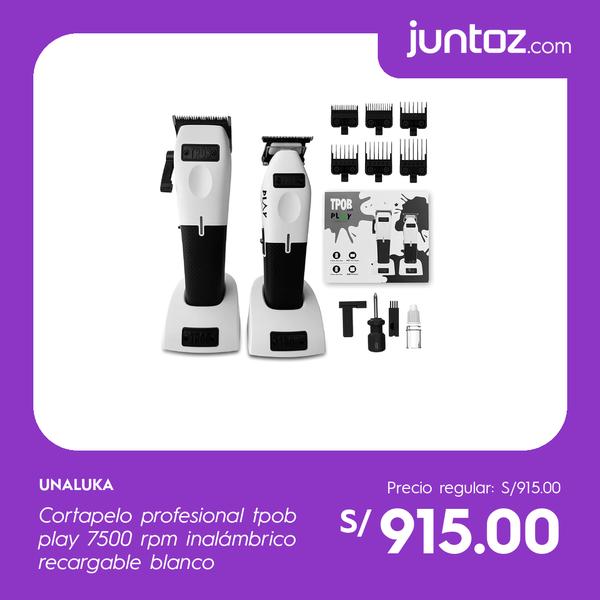 juntoz.com
PLAY
TPOB
PLAY
UNALUKA
Cortapelo profesional tpob
play 7500 rpm inalámbrico
recargable blanco
Precio regular: S/915.00
S/ 915.00